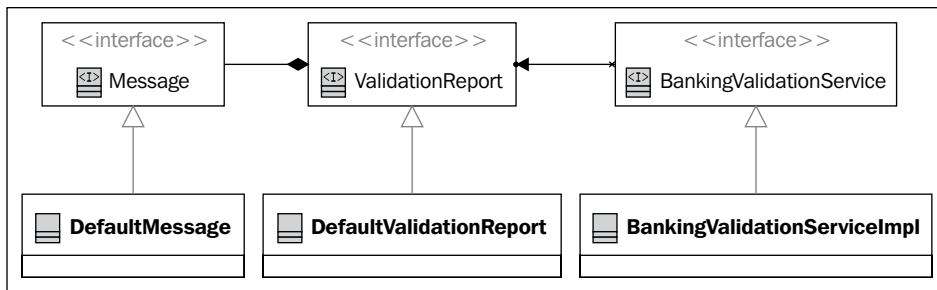 <<interface>> <<interface>> <<interface>>
<I> Message <I> ValidationReport <I> BankingValidationService
DefaultMessage DefaultValidationReport BankingValidationServiceImpl